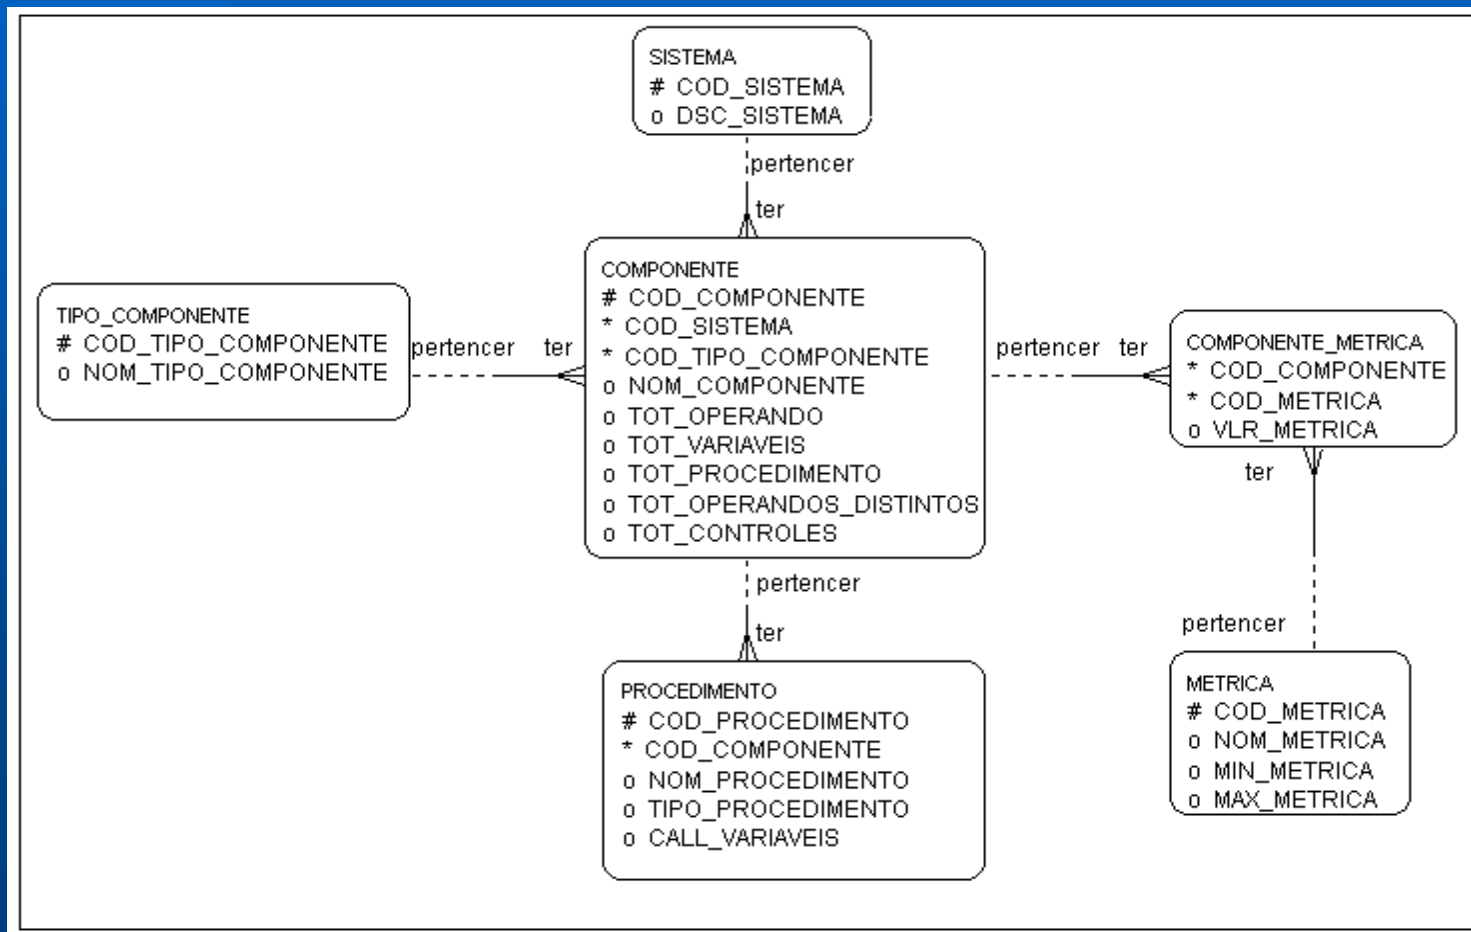 SISTEMA
# COD_SISTEMA
o DSC_SISTEMA
pertencer
ter
TIPO_COMPONENTE
# COD_TIPO_COMPONENTE
o NOM_TIPO_COMPONENTE
pertencer ter
COMPONENTE
# COD_COMPONENTE
* COD_SISTEMA
* COD_TIPO_COMPONENTE
o NOM_COMPONENTE
o TOT_OPERANDO
o TOT_VARIAVEIS
o TOT_PROCEDIMENTO
o TOT_OPERANDOS_DISTINTOS
o TOT_CONTROLES
pertencer ter
COMPONENTE_METRICA
* COD_COMPONENTE
* COD_METRICA
o VLR_METRICA
ter
pertencer
pertencer
ter
PROCEDIMENTO
# COD_PROCEDIMENTO
* COD_COMPONENTE
o NOM_PROCEDIMENTO
o TIPO_PROCEDIMENTO
o CALL_VARIAVEIS
METRICA
# COD_METRICA
o NOM_METRICA
o MIN_METRICA
o MAX_METRICA